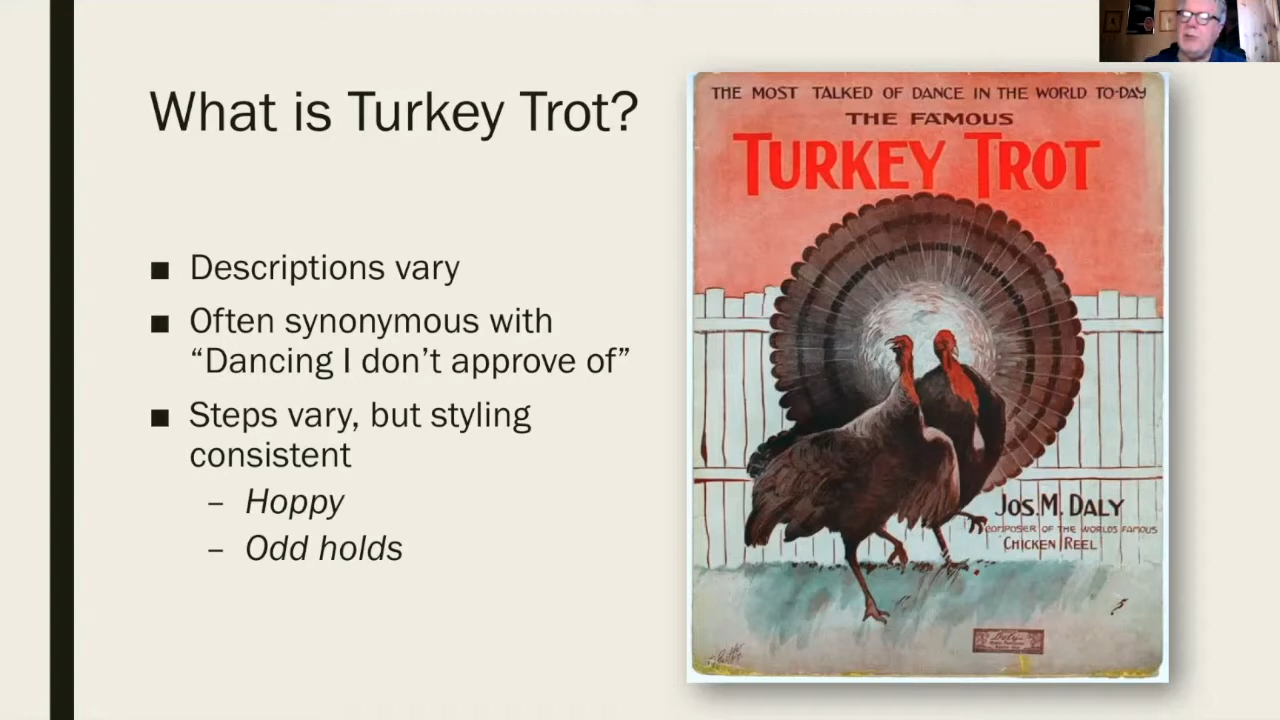 What is Turkey Trot?
■ Descriptions vary
■ Often synonymous with
“Dancing I don’t approve of”
■ Steps vary, but styling
consistent
– Hoppy
– Odd holds
THE MOST TALKED OF DANCE IN THE WORLD TO-DAY
THE FAMOUS
TURKEY TROT
JOS. M. DALY
COMPOSER OF THE WORLDS FAMOUS
CHICKEN REEL
Daly